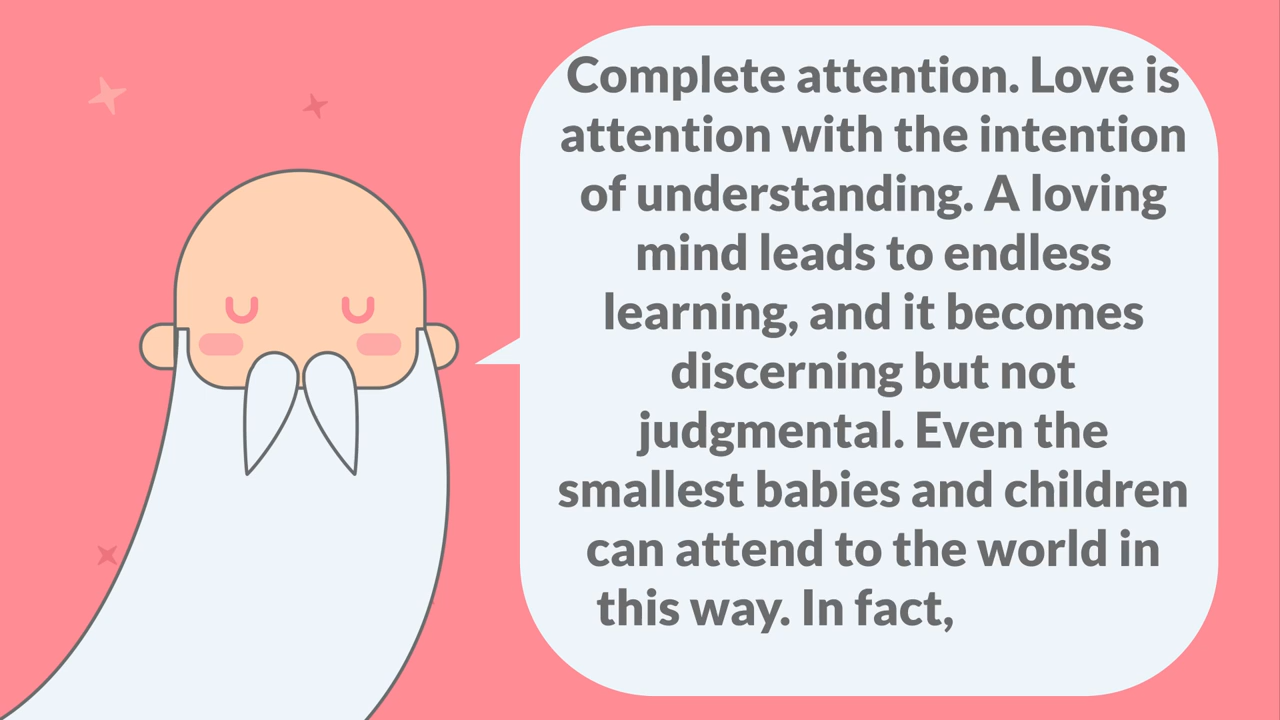 Complete attention. Love is
attention with the intention
of understanding. A loving
mind leads to endless
learning, and it becomes
discerning but not
judgmental. Even the
smallest babies and children
can attend to the world in
this way. In fact,